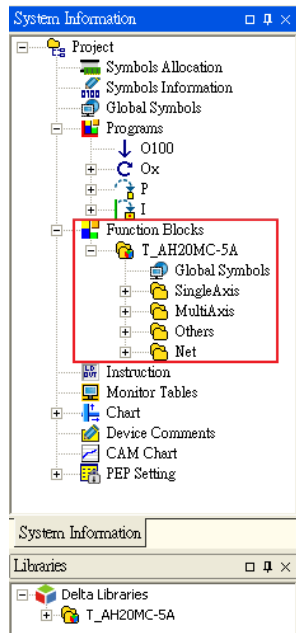 System Information
Project
Symbols Allocation
Symbols Information
Global Symbols
Programs
O100
Ox
P
I
Function Blocks
T_AH20MC-5A
Global Symbols
SingleAxis
MultiAxis
Others
Net
Instruction
Monitor Tables
Chart
Device Comments
CAM Chart
PEP Setting
System Information
Libraries
Delta Libraries
T_AH20MC-5A